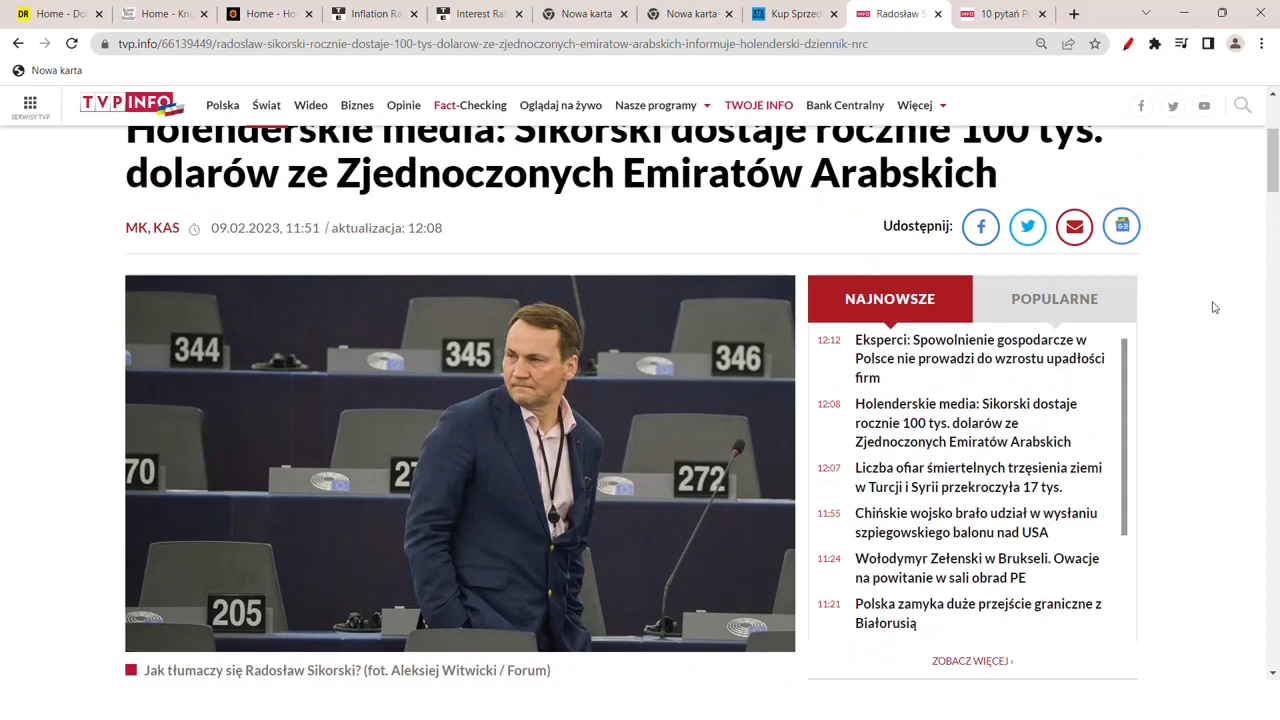 Home - Dol
Home - Kno
Home - Ho
Inflation Ra
Interest Rat
Nowa karta
Nowa karta
Kup Sprzed
Radosław S
10 pytań P
tvp.info/66139449/radoslaw-sikorski-rocznie-dostaje-100-tys-dolarow-ze-zjednoczonych-emiratow-arabskich-informuje-holenderski-dziennik-nrc
Nowa karta
SERWISY TVP
TVP INFO
Polska Świat Wideo Biznes Opinie Fact-Checking Oglądaj na żywo Nasze programy TWOJE INFO Bank Centralny Więcej
Holenderskie media: Sikorski dostaje rocznie 100 tys.
dolarów ze Zjednoczonych Emiratów Arabskich
MK, KAS 09.02.2023, 11:51 / aktualizacja: 12:08
Udostępnij:
344
345
346
70
27
272
205
Jak tłumaczy się Radosław Sikorski? (fot. Aleksiej Witwicki / Forum)
NAJNOWSZE
POPULARNE
12:12 Eksperci: Spowolnienie gospodarcze w
Polsce nie prowadzi do wzrostu upadłości
firm
12:08 Holenderskie media: Sikorski dostaje
rocznie 100 tys. dolarów ze
Zjednoczonych Emiratów Arabskich
12:07 Liczba ofiar śmiertelnych trzęsienia ziemi
w Turcji i Syrii przekroczyła 17 tys.
11:55 Chińskie wojsko brało udział w wysłaniu
szpiegowskiego balonu nad USA
11:24 Wołodymyr Zełenski w Brukseli. Owacje
na powitanie w sali obrad PE
11:21 Polska zamyka duże przejście graniczne z
Białorusią
ZOBACZ WIĘCEJ ›